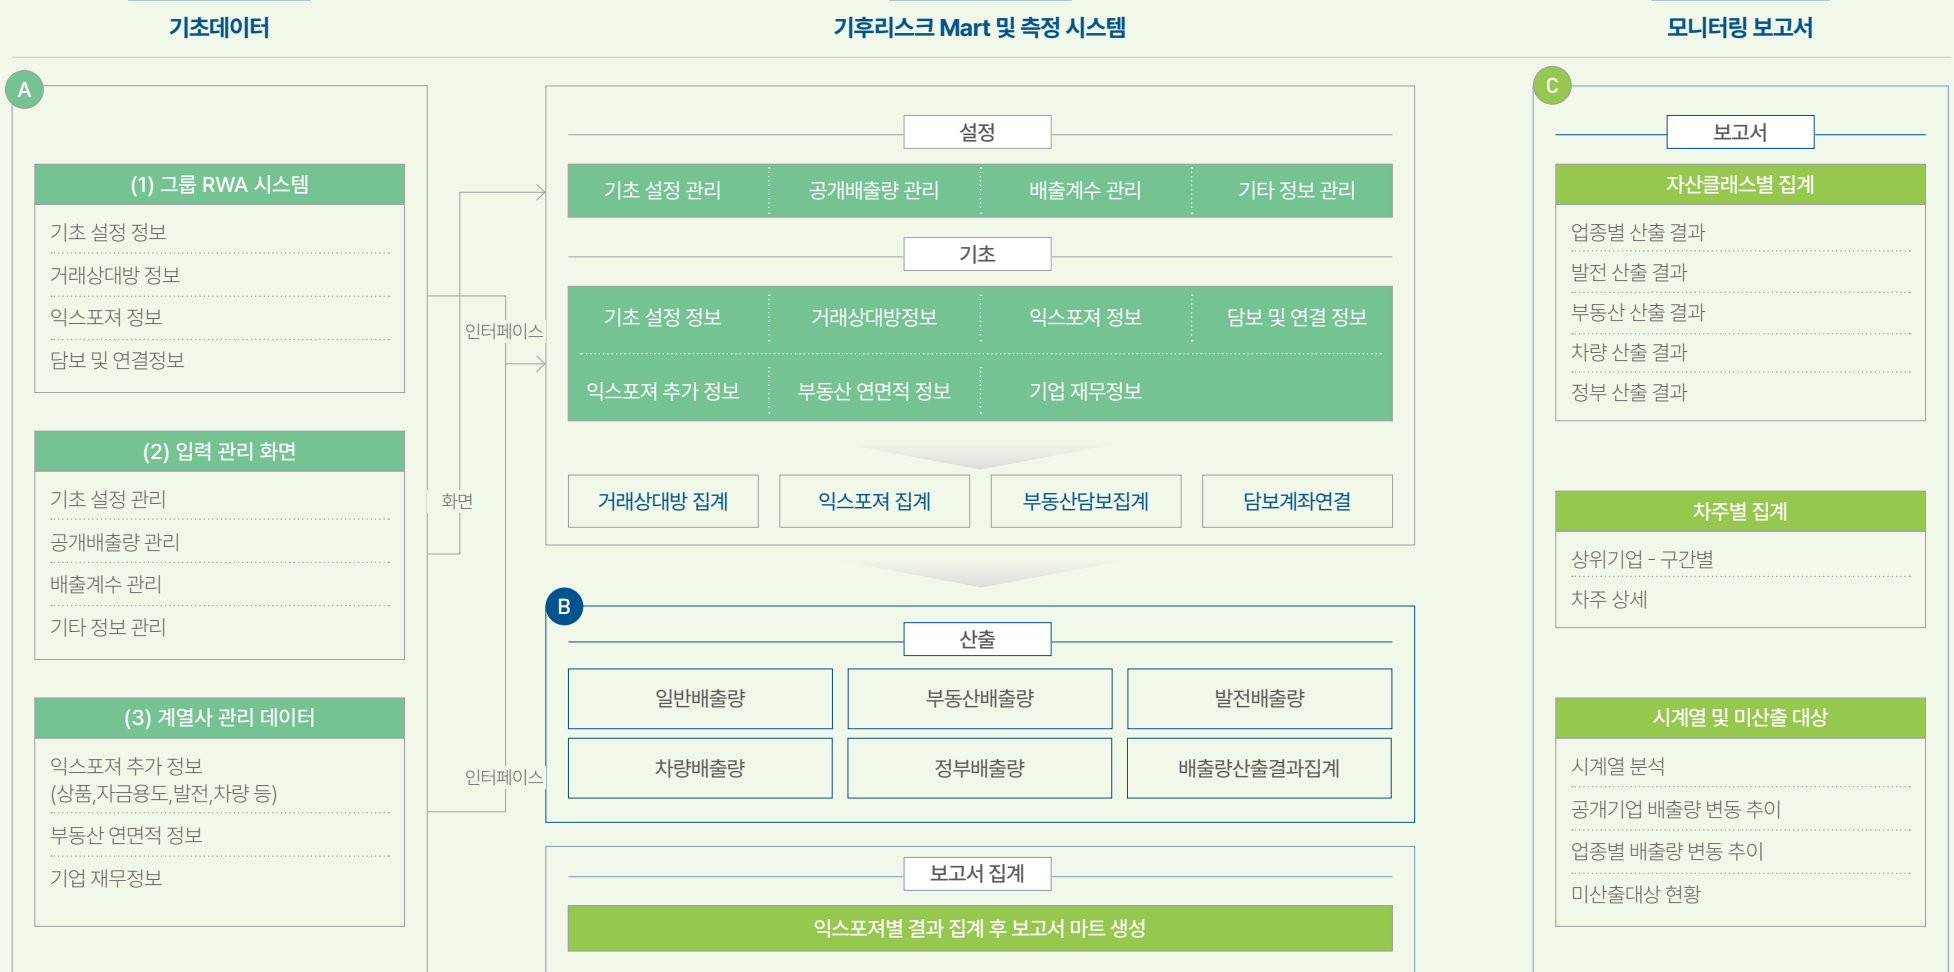 기초데이터
기후리스크 Mart 및 측정 시스템
모니터링 보고서
A
(1) 그룹 RWA 시스템
기초 설정 정보
거래상대방 정보
익스포져 정보
담보 및 연결정보
(2) 입력 관리 화면
기초 설정 관리
공개배출량 관리
배출계수 관리
기타 정보 관리
(3) 계열사 관리 데이터
익스포져 추가 정보
(상품,자금용도,발전,차량 등)
부동산 연면적 정보
기업 재무정보
인터페이스
화면
인터페이스
설정
기초 설정 관리
공개배출량 관리
배출계수 관리
기타 정보 관리
기초
기초 설정 정보
거래상대방정보
익스포져 정보
담보 및 연결 정보
익스포져 추가 정보
부동산 연면적 정보
기업 재무정보
거래상대방 집계
익스포져 집계
부동산담보집계
담보계좌연결
B
산출
일반배출량
부동산배출량
발전배출량
차량배출량
정부배출량
배출량산출결과집계
보고서 집계
익스포져별 결과 집계 후 보고서 마트 생성
C
보고서
자산클래스별 집계
업종별 산출 결과
발전 산출 결과
부동산 산출 결과
차량 산출 결과
정부 산출 결과
차주별 집계
상위기업 - 구간별
차주 상세
시계열 및 미산출 대상
시계열 분석
공개기업 배출량 변동 추이
업종별 배출량 변동 추이
미산출대상 현황